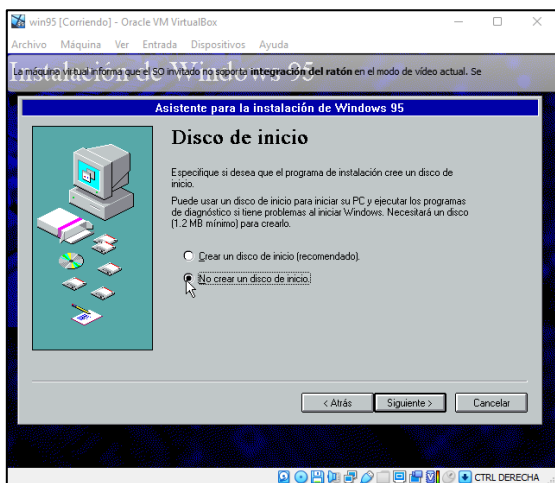 win95 [Corriendo] - Oracle VM VirtualBox
Archivo Máquina Ver Entrada Dispositivos Ayuda
Instalación de Windows 95
La máquina virtual informa que el SO invitado no soporta integración del ratón en el modo de vídeo actual. Se
Asistente para la instalación de Windows 95
Disco de inicio
Especifique si desea que el programa de instalación cree un disco de
inicio.
Puede usar un disco de inicio para iniciar su PC y ejecutar los programas
de diagnóstico si tiene problemas al iniciar Windows. Necesitará un disco
(1.2 MB mínimo) para crearlo.
Crear un disco de inicio (recomendado).
No crear un disco de inicio.
< Atrás Siguiente > Cancelar
CTRL DERECHA